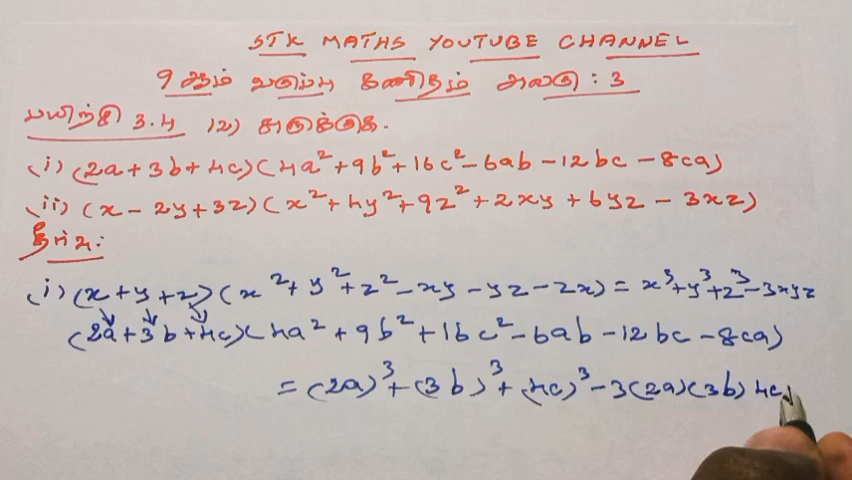 STK MATHS YOUTUBE CHANNEL
9 ஆம் வகுப்பு கணிதம் அலகு : 3
பயிற்சி 3.4 12) சுருக்குக.
(i) (2a + 3b + 4c)(4a² + 9b² + 16c² - 6ab - 12bc - 8ca)
(ii) (x - 2y + 3z)(x² + 4y² + 9z² + 2xy + 6yz - 3xz)
தீர்வு:
(i) (x + y + z)(x² + y² + z² - xy - yz - zx) = x³ + y³ + z³ - 3xyz
(2a + 3b + 4c)(4a² + 9b² + 16c² - 6ab - 12bc - 8ca)
= (2a)³ + (3b)³ + (4c)³ - 3(2a)(3b) 4c)